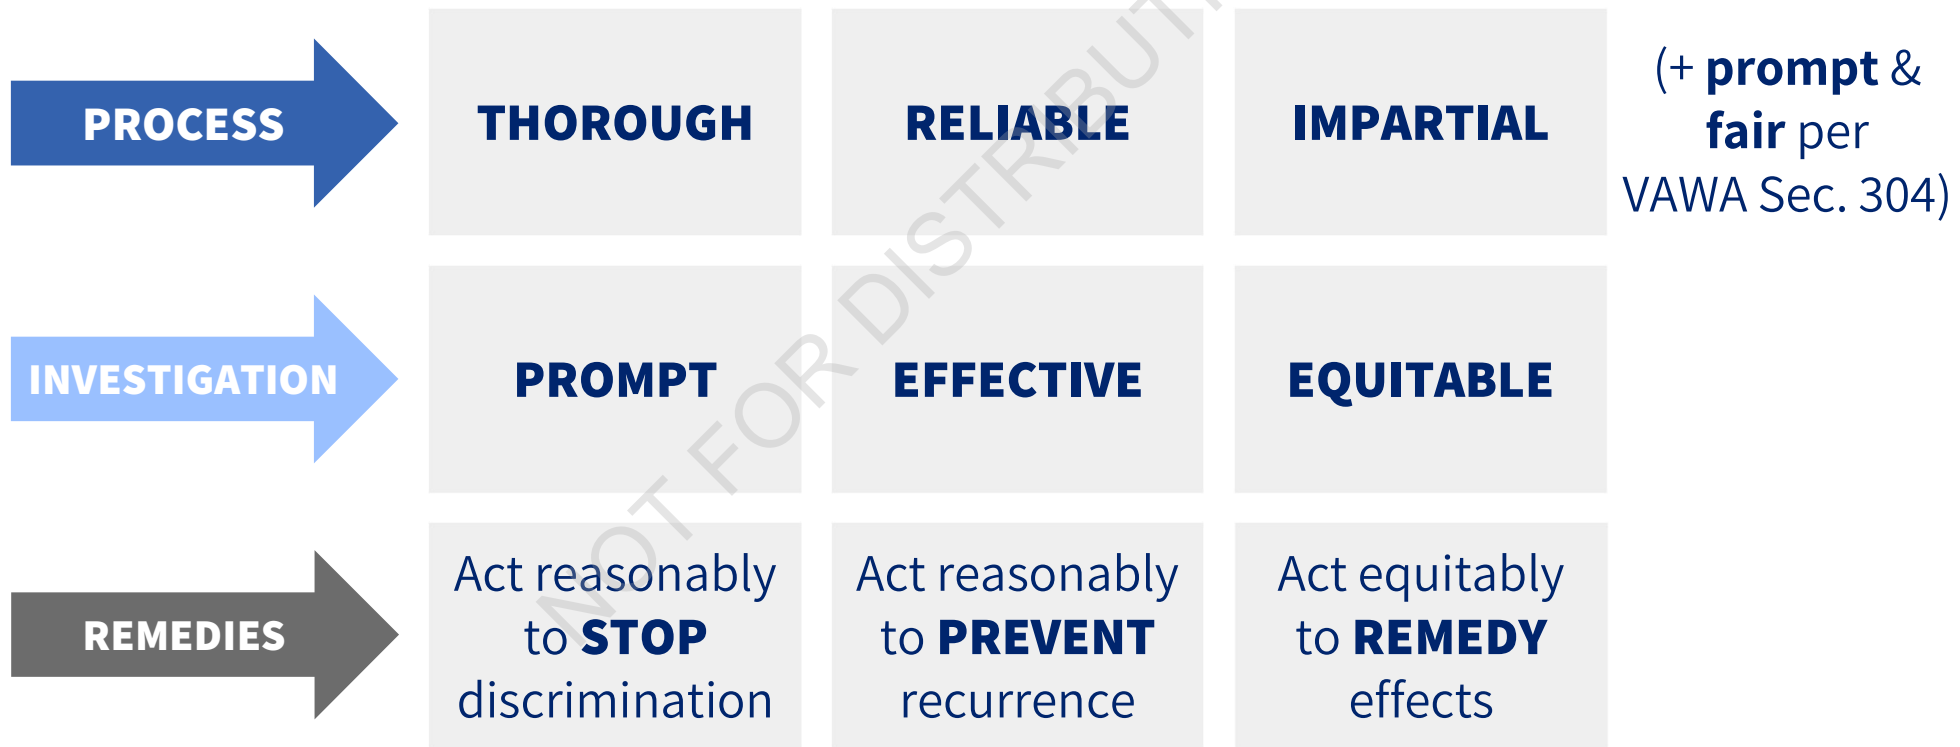 PROCESS
THOROUGH
RELIABLE
IMPARTIAL
(+ prompt &
fair per
VAWA Sec. 304)
INVESTIGATION
PROMPT
EFFECTIVE
EQUITABLE
REMEDIES
Act reasonably
to STOP
discrimination
Act reasonably
to PREVENT
recurrence
Act equitably
to REMEDY
effects
NOT FOR DISTRIBUT